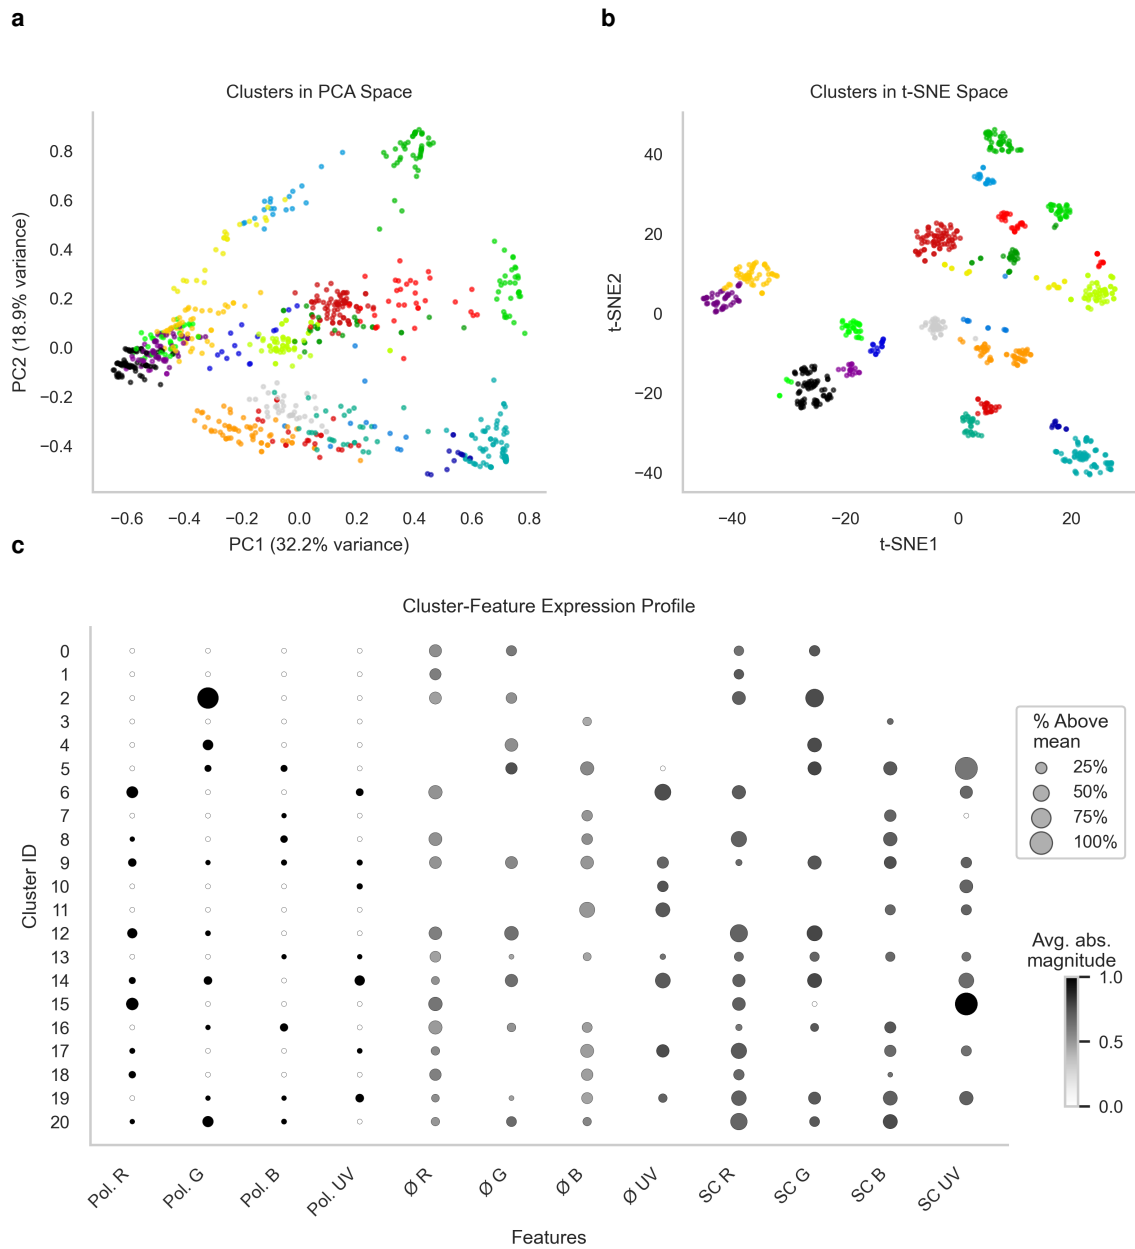 a
Clusters in PCA Space
0.8
0.6
0.4
0.2
0.0
−0.2
−0.4
PC2 (18.9% variance)
−0.6 −0.4 −0.2 0.0 0.2 0.4 0.6 0.8
PC1 (32.2% variance)
b
Clusters in t-SNE Space
40
20
0
−20
−40
t-SNE2
−40 −20 0 20
t-SNE1
c
Cluster-Feature Expression Profile
0
1
2
3
4
5
6
7
8
9
10
11
12
13
14
15
16
17
18
19
20
Cluster ID
Pol. R Pol. G Pol. B Pol. UV Ø R Ø G Ø B Ø UV SC R SC G SC B SC UV
Features
% Above
mean
25%
50%
75%
100%
Avg. abs.
magnitude
1.0
0.5
0.0